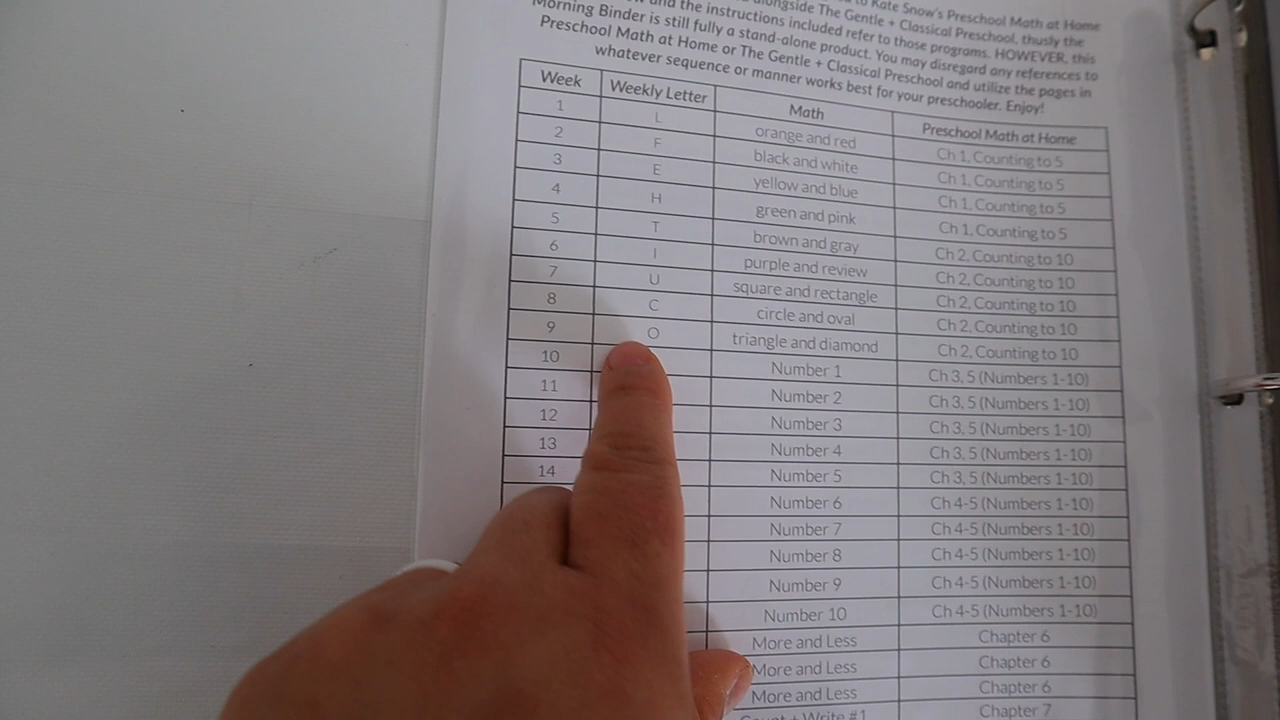 to Kate Snow's Preschool Math at Home
alongside The Gentle + Classical Preschool, thusly the
and the instructions included refer to those programs. HOWEVER, this
Morning Binder is still fully a stand-alone product. You may disregard any references to
Preschool Math at Home or The Gentle + Classical Preschool and utilize the pages in
whatever sequence or manner works best for your preschooler. Enjoy!
Week Weekly Letter Math Preschool Math at Home
1 L orange and red Ch 1, Counting to 5
2 F black and white Ch 1, Counting to 5
3 E yellow and blue Ch 1, Counting to 5
4 H green and pink Ch 1, Counting to 5
5 T brown and gray Ch 2, Counting to 10
6 I purple and review Ch 2, Counting to 10
7 U square and rectangle Ch 2, Counting to 10
8 C circle and oval Ch 2, Counting to 10
9 O triangle and diamond Ch 2, Counting to 10
10 Number 1 Ch 3, 5 (Numbers 1-10)
11 Number 2 Ch 3, 5 (Numbers 1-10)
12 Number 3 Ch 3, 5 (Numbers 1-10)
13 Number 4 Ch 3, 5 (Numbers 1-10)
14 Number 5 Ch 3, 5 (Numbers 1-10)
Number 6 Ch 4-5 (Numbers 1-10)
Number 7 Ch 4-5 (Numbers 1-10)
Number 8 Ch 4-5 (Numbers 1-10)
Number 9 Ch 4-5 (Numbers 1-10)
Number 10 Ch 4-5 (Numbers 1-10)
More and Less Chapter 6
More and Less Chapter 6
More and Less Chapter 6
Count + Write #1 Chapter 7